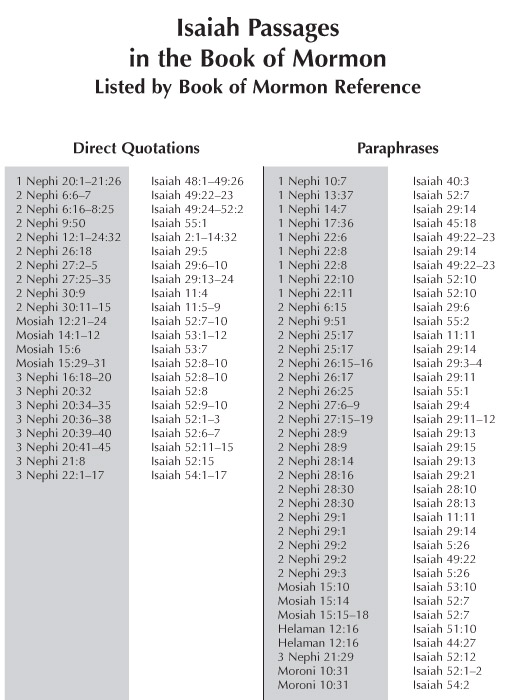 Isaiah Passages
in the Book of Mormon
Listed by Book of Mormon Reference
Direct Quotations
1 Nephi 20:1–21:26 Isaiah 48:1–49:26
2 Nephi 6:6–7 Isaiah 49:22–23
2 Nephi 6:16–8:25 Isaiah 49:24–52:2
2 Nephi 9:50 Isaiah 55:1
2 Nephi 12:1–24:32 Isaiah 2:1–14:32
2 Nephi 26:18 Isaiah 29:5
2 Nephi 27:2–5 Isaiah 29:6–10
2 Nephi 27:25–35 Isaiah 29:13–24
2 Nephi 30:9 Isaiah 11:4
2 Nephi 30:11–15 Isaiah 11:5–9
Mosiah 12:21–24 Isaiah 52:7–10
Mosiah 14:1–12 Isaiah 53:1–12
Mosiah 15:6 Isaiah 53:7
Mosiah 15:29–31 Isaiah 52:8–10
3 Nephi 16:18–20 Isaiah 52:8–10
3 Nephi 20:32 Isaiah 52:8
3 Nephi 20:34–35 Isaiah 52:9–10
3 Nephi 20:36–38 Isaiah 52:1–3
3 Nephi 20:39–40 Isaiah 52:6–7
3 Nephi 20:41–45 Isaiah 52:11–15
3 Nephi 21:8 Isaiah 52:15
3 Nephi 22:1–17 Isaiah 54:1–17
Paraphrases
1 Nephi 10:7 Isaiah 40:3
1 Nephi 13:37 Isaiah 52:7
1 Nephi 14:7 Isaiah 29:14
1 Nephi 17:36 Isaiah 45:18
1 Nephi 22:6 Isaiah 49:22–23
1 Nephi 22:8 Isaiah 29:14
1 Nephi 22:8 Isaiah 49:22–23
1 Nephi 22:10 Isaiah 52:10
1 Nephi 22:11 Isaiah 52:10
2 Nephi 6:15 Isaiah 29:6
2 Nephi 9:51 Isaiah 55:2
2 Nephi 25:17 Isaiah 11:11
2 Nephi 25:17 Isaiah 29:14
2 Nephi 26:15–16 Isaiah 29:3–4
2 Nephi 26:17 Isaiah 29:11
2 Nephi 26:25 Isaiah 55:1
2 Nephi 27:6–9 Isaiah 29:4
2 Nephi 27:15–19 Isaiah 29:11–12
2 Nephi 28:9 Isaiah 29:13
2 Nephi 28:9 Isaiah 29:15
2 Nephi 28:14 Isaiah 29:13
2 Nephi 28:16 Isaiah 29:21
2 Nephi 28:30 Isaiah 28:10
2 Nephi 28:30 Isaiah 28:13
2 Nephi 29:1 Isaiah 11:11
2 Nephi 29:1 Isaiah 29:14
2 Nephi 29:2 Isaiah 5:26
2 Nephi 29:2 Isaiah 49:22
2 Nephi 29:3 Isaiah 5:26
Mosiah 15:10 Isaiah 53:10
Mosiah 15:14 Isaiah 52:7
Mosiah 15:15–18 Isaiah 52:7
Helaman 12:16 Isaiah 51:10
Helaman 12:16 Isaiah 44:27
3 Nephi 21:29 Isaiah 52:12
Moroni 10:31 Isaiah 52:1–2
Moroni 10:31 Isaiah 54:2